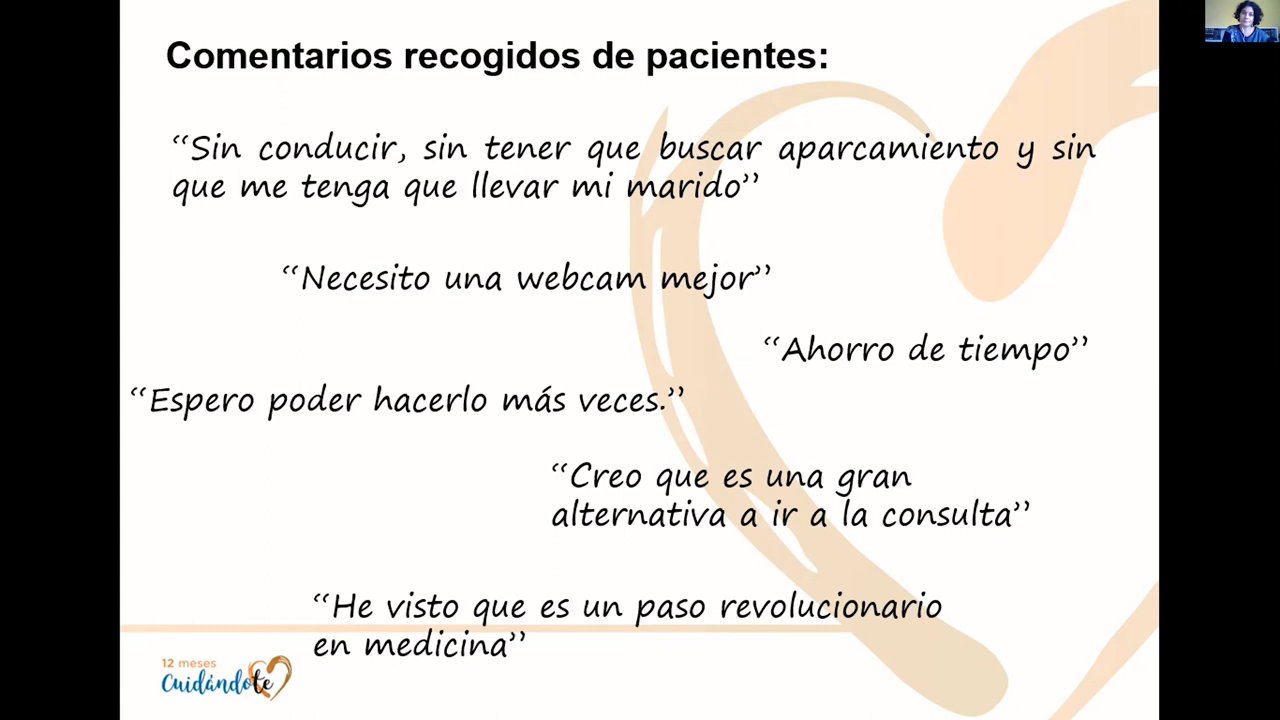 Comentarios recogidos de pacientes:
“Sin conducir, sin tener que buscar aparcamiento y sin
que me tenga que llevar mi marido”
“Necesito una webcam mejor”
“Ahorro de tiempo”
“Espero poder hacerlo más veces.”
“Creo que es una gran
alternativa a ir a la consulta”
“He visto que es un paso revolucionario
en medicina”
12 meses
Cuidándote